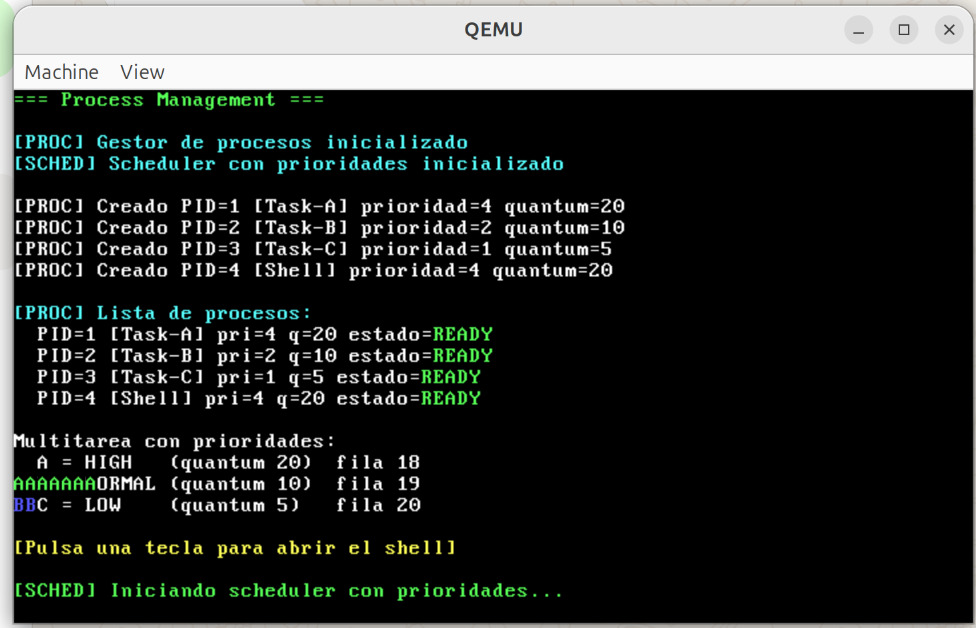 QEMU
Machine View
=== Process Management ===
[PROC] Gestor de procesos inicializado
[SCHED] Scheduler con prioridades inicializado
[PROC] Creado PID=1 [Task-A] prioridad=4 quantum=20
[PROC] Creado PID=2 [Task-B] prioridad=2 quantum=10
[PROC] Creado PID=3 [Task-C] prioridad=1 quantum=5
[PROC] Creado PID=4 [Shell] prioridad=4 quantum=20
[PROC] Lista de procesos:
PID=1 [Task-A] pri=4 q=20 estado=READY
PID=2 [Task-B] pri=2 q=10 estado=READY
PID=3 [Task-C] pri=1 q=5 estado=READY
PID=4 [Shell] pri=4 q=20 estado=READY
Multitarea con prioridades:
A = HIGH (quantum 20) fila 18
AAAAAAAORMAL (quantum 10) fila 19
BBC = LOW (quantum 5) fila 20
[Pulsa una tecla para abrir el shell]
[SCHED] Iniciando scheduler con prioridades...